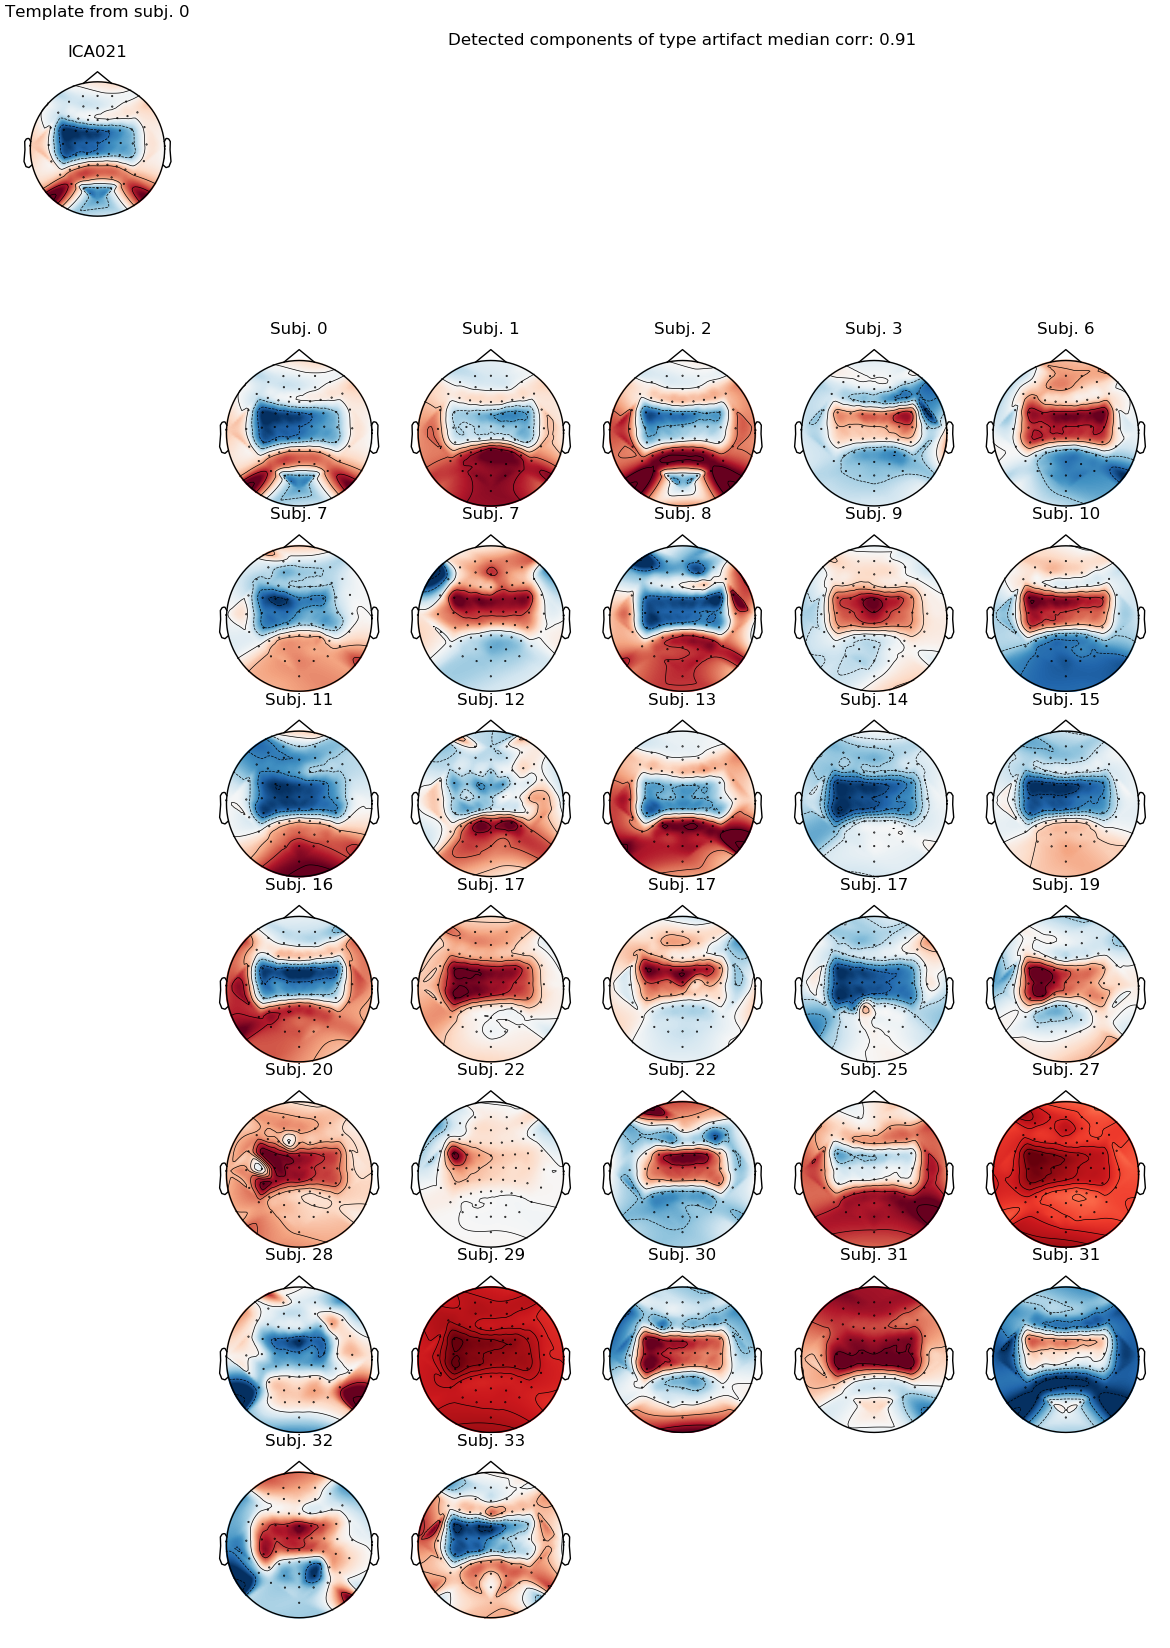 Template from subj. 0
Detected components of type artifact median corr: 0.91
ICA021
Subj. 0
Subj. 1
Subj. 2
Subj. 3
Subj. 6
Subj. 7
Subj. 7
Subj. 8
Subj. 9
Subj. 10
Subj. 11
Subj. 12
Subj. 13
Subj. 14
Subj. 15
Subj. 16
Subj. 17
Subj. 17
Subj. 17
Subj. 19
Subj. 20
Subj. 22
Subj. 22
Subj. 25
Subj. 27
Subj. 28
Subj. 29
Subj. 30
Subj. 31
Subj. 31
Subj. 32
Subj. 33